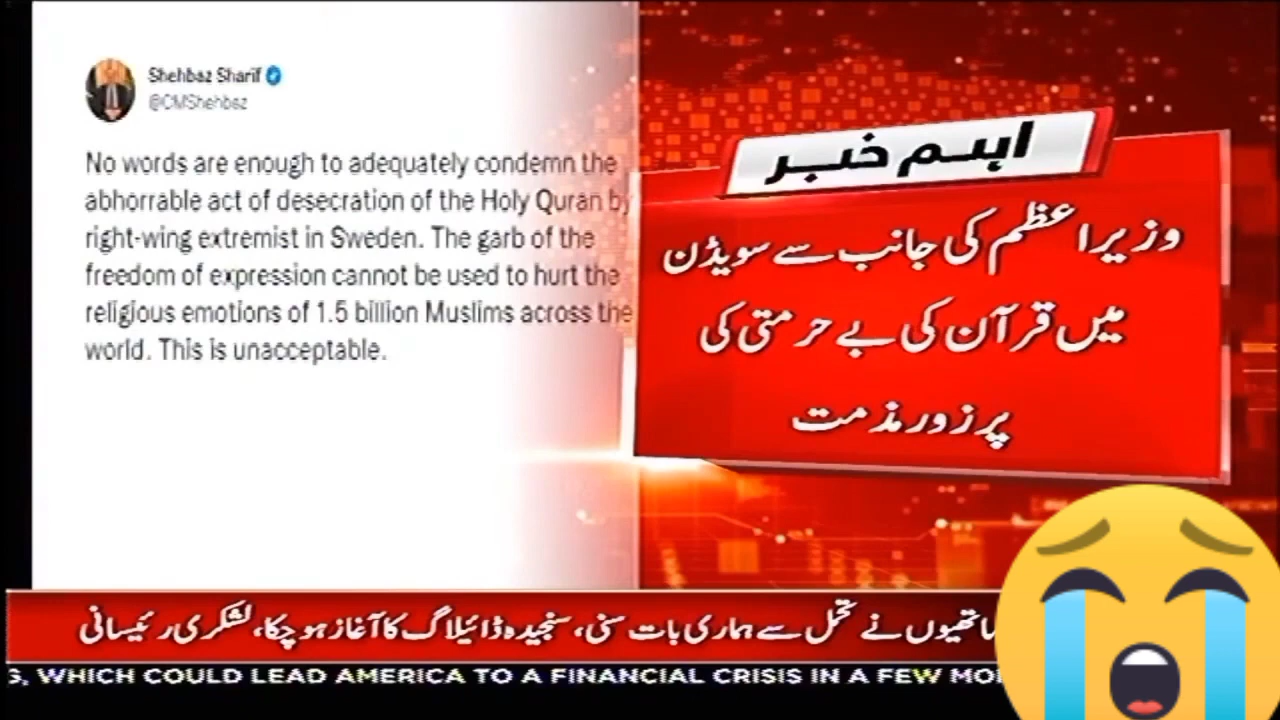 Shehbaz Sharif
@CMShehbaz
No words are enough to adequately condemn the
abhorrable act of desecration of the Holy Quran by
right-wing extremist in Sweden. The garb of the
freedom of expression cannot be used to hurt the
religious emotions of 1.5 billion Muslims across the
world. This is unacceptable.
اہم خبر
وزیراعظم کی جانب سے سویڈن
میں قرآن کی بے حرمتی کی
پرزور مذمت
نے تحمل سے ہماری بات سنی، سنجیدہ ڈائیلاگ کا آغاز ہوچکا، لشکری رئیسانی
, WHICH COULD LEAD AMERICA TO A FINANCIAL CRISIS IN A FEW